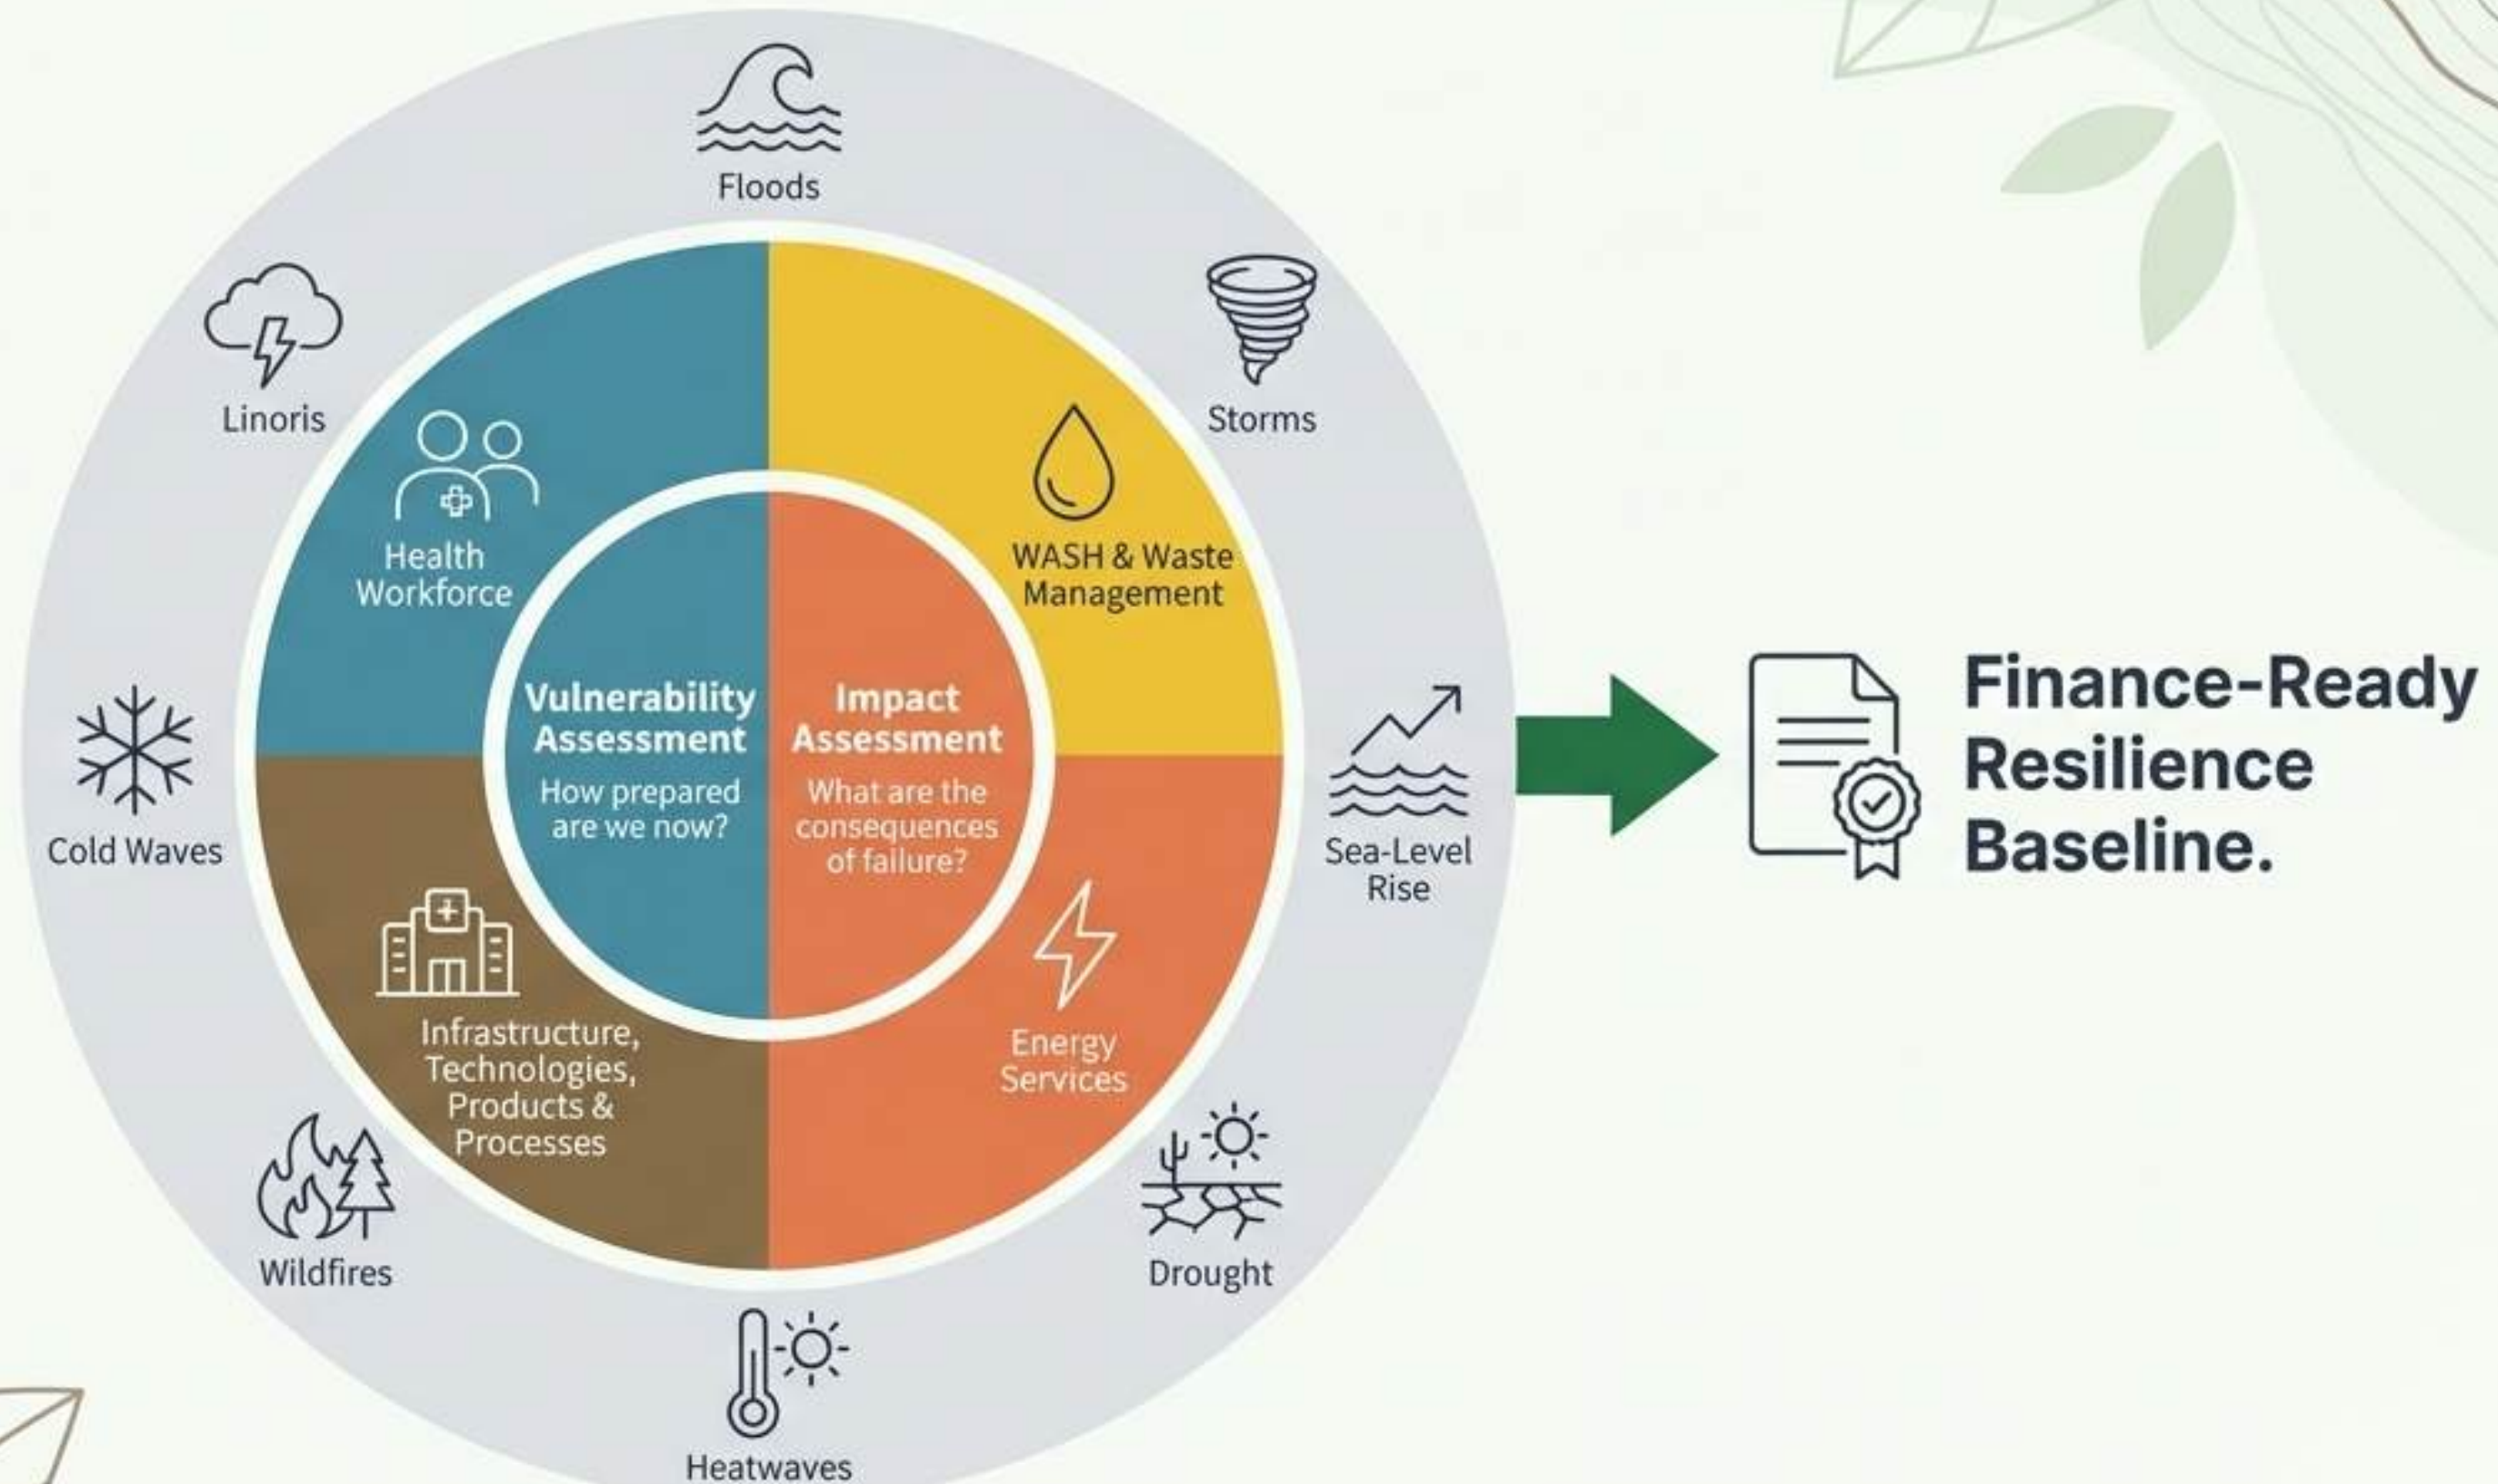 Floods
Linoris
Storms
Health
Workforce
WASH & Waste
Management
Vulnerability
Assessment
How prepared
are we now?
Impact
Assessment
What are the
consequences
of failure?
Cold Waves
Sea-Level
Rise
Finance-Ready
Resilience
Baseline.
Infrastructure,
Technologies,
Products &
Processes
Energy
Services
Wildfires
Drought
Heatwaves